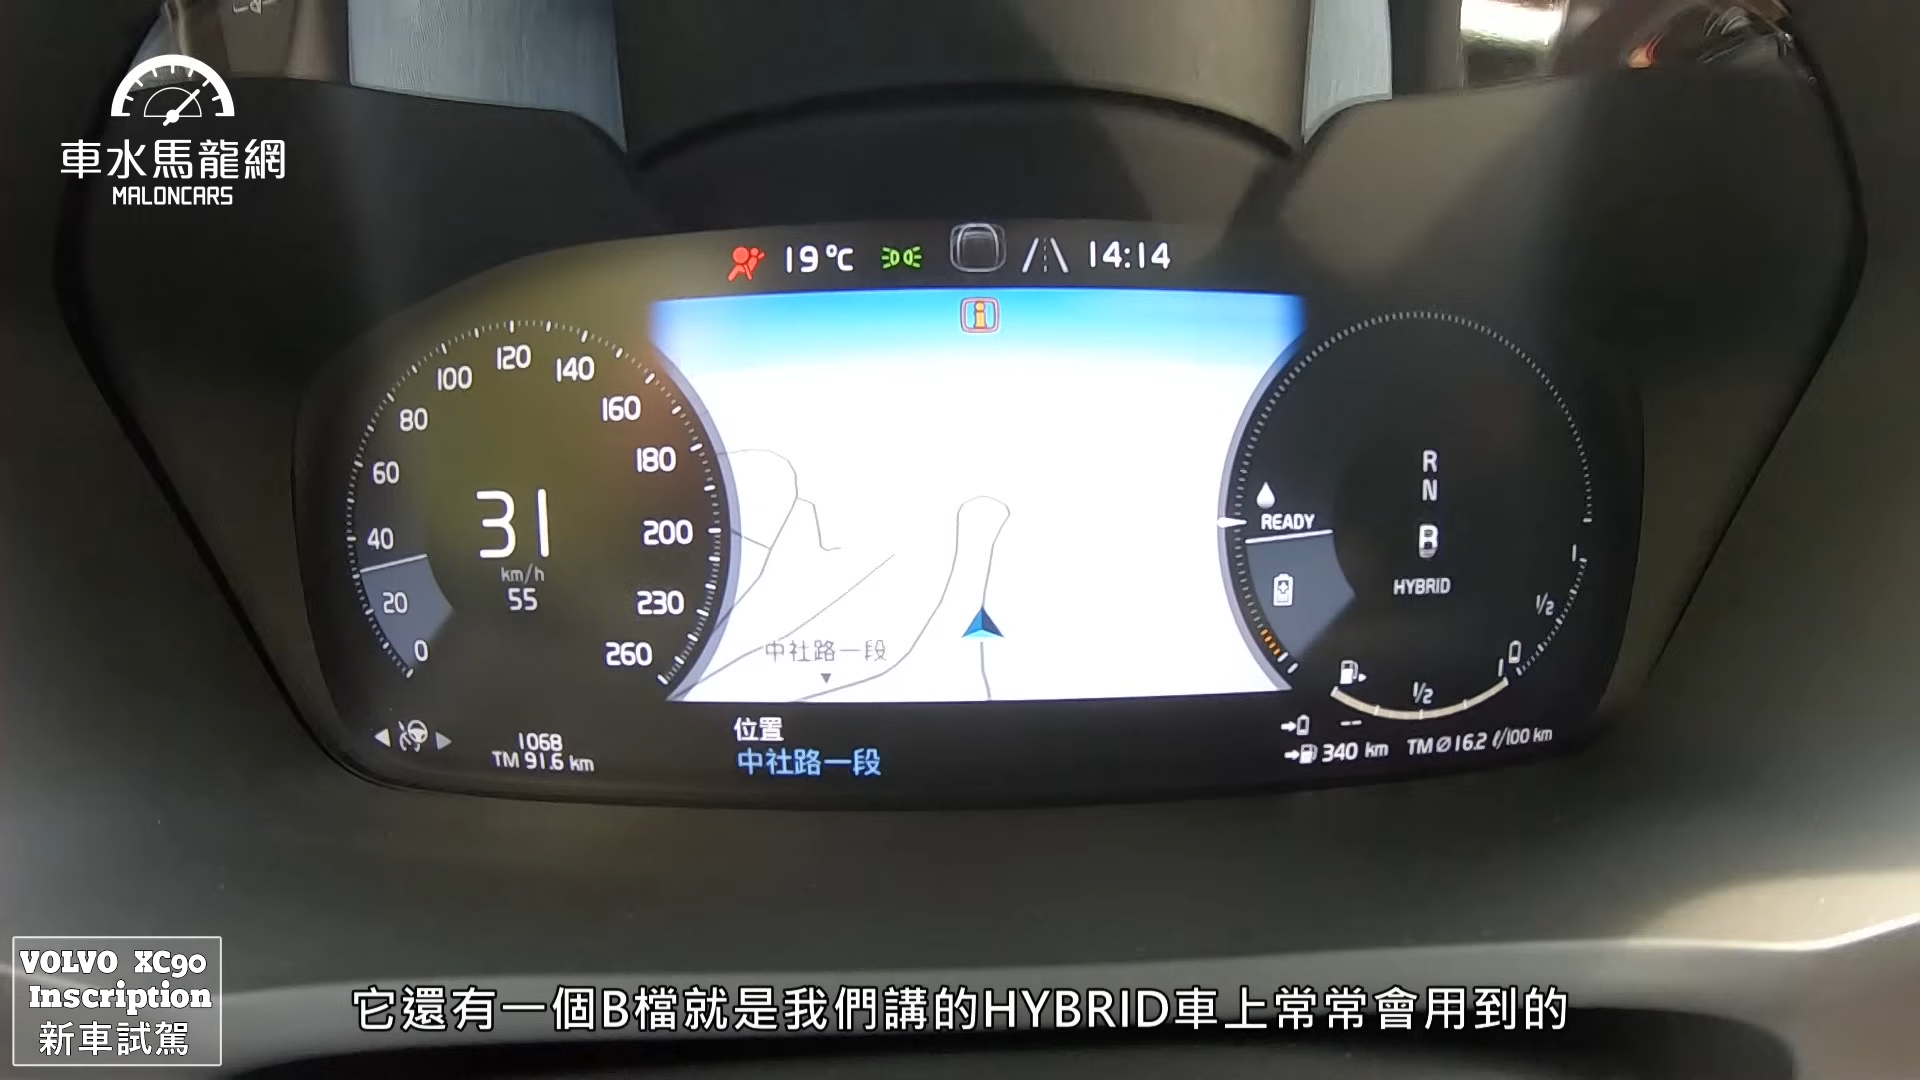 車水馬龍網
MALONCARS
19°C
14:14
0
20
40
60
80
100
120
140
160
180
200
230
260
31
km/h
55
1068
TM 91.6 km
中社路一段
位置
中社路一段
READY
R
N
B
HYBRID
1/2
1
1/2
1
--
340 km
TM Ø16.2 ℓ/100 km
VOLVO XC90
Inscription
新車試駕
它還有一個B檔就是我們講的HYBRID車上常常會用到的